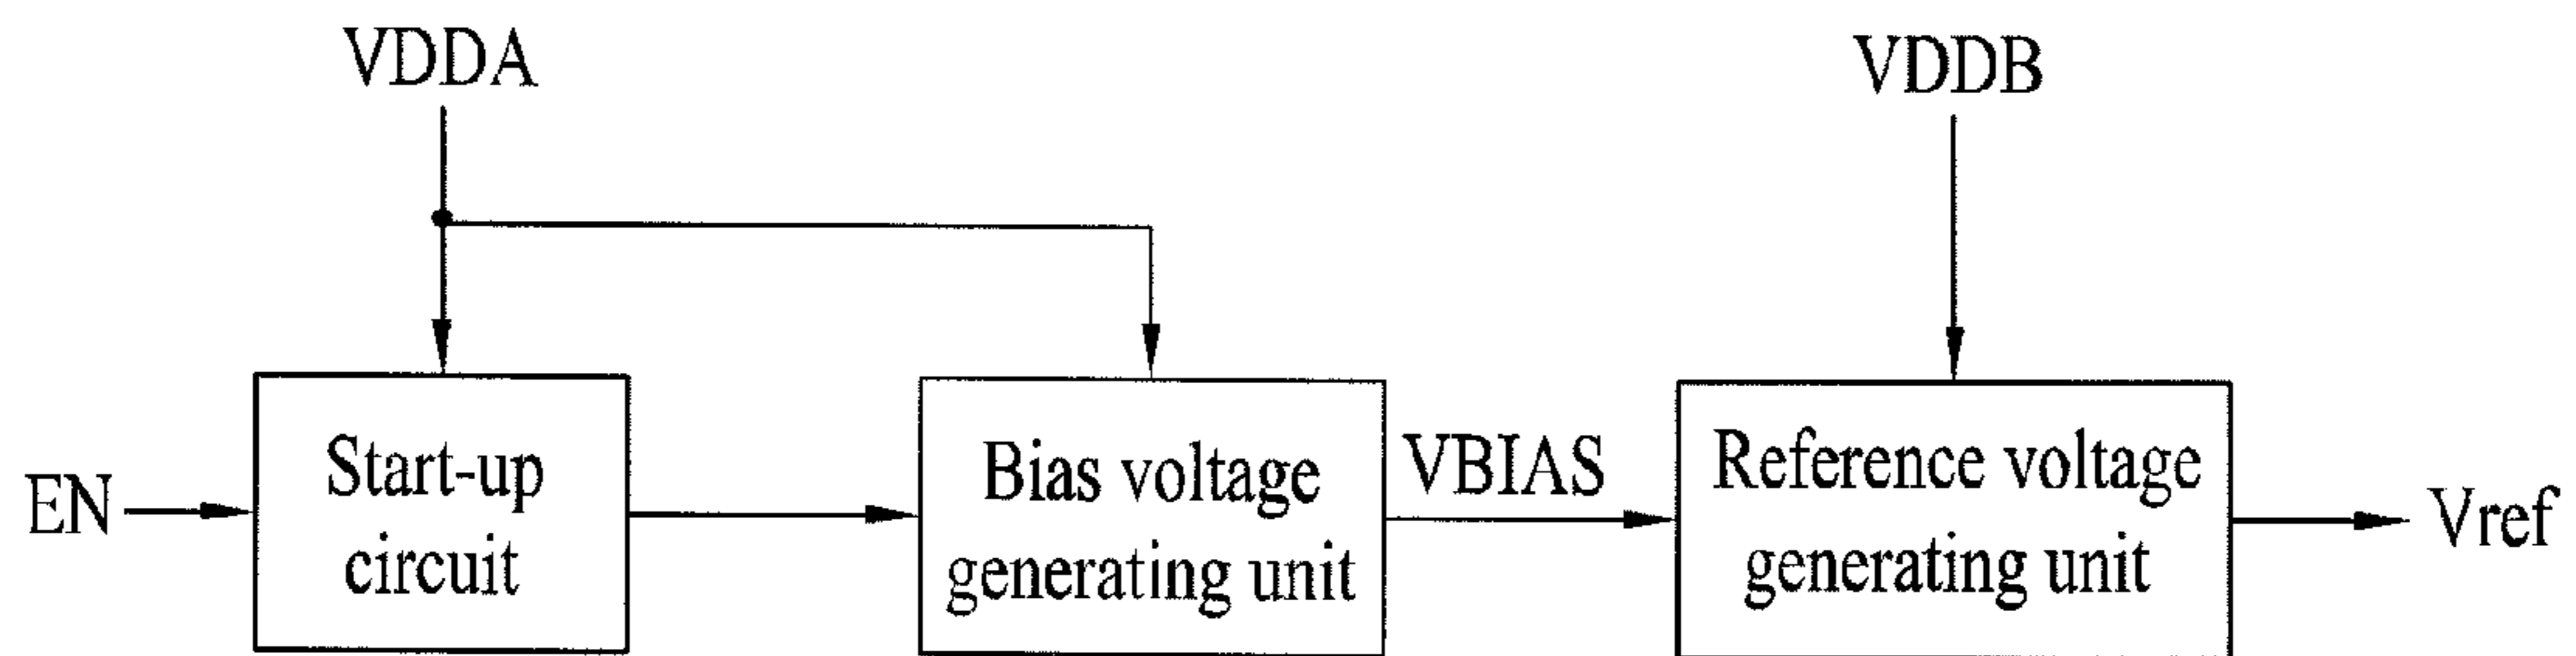 VDDA
VDDB
EN
Start-up
circuit
Bias voltage
generating unit
VBIAS
Reference voltage
generating unit
Vref